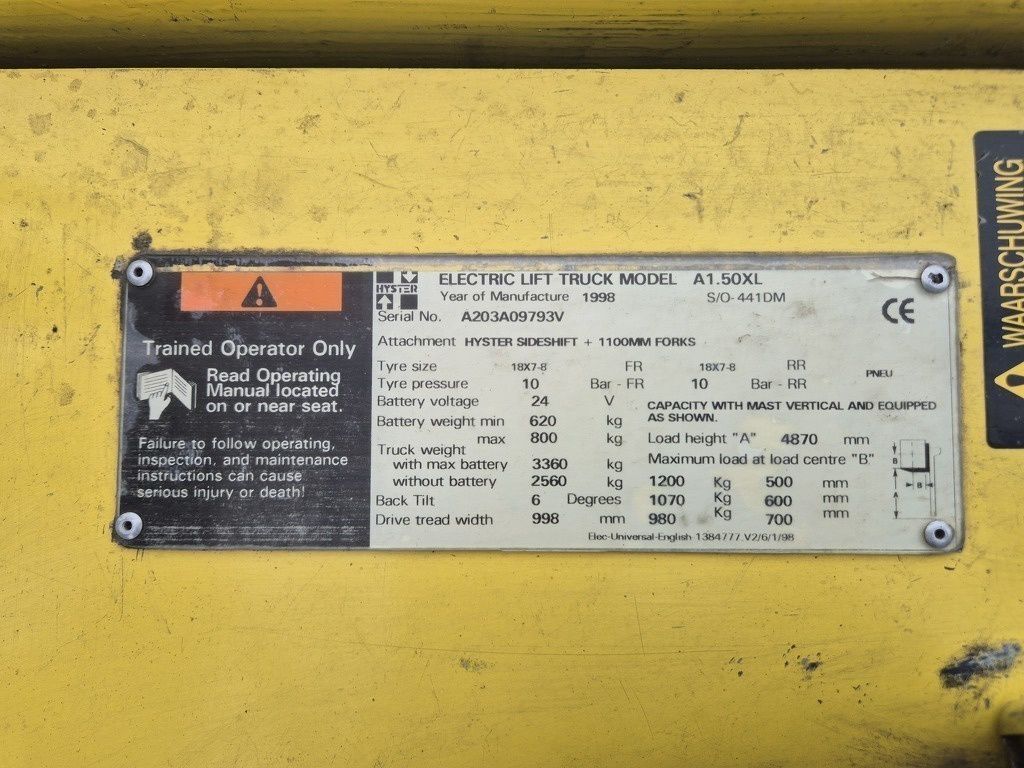 Trained Operator Only
Read Operating
Manual located
on or near seat.
Failure to follow operating,
inspection, and maintenance
instructions can cause
serious injury or death!
HYSTER
ELECTRIC LIFT TRUCK MODEL A1.50XL
Year of Manufacture 1998 S/O-441DM
CE
Serial No. A203A09793V
Attachment HYSTER SIDESHIFT + 1100MM FORKS
Tyre size 18X7-8 FR 18X7-8 RR PNEU
Tyre pressure 10 Bar - FR 10 Bar - RR
Battery voltage 24 V
Battery weight min 620 kg
max 800 kg
Truck weight
with max battery 3360 kg
without battery 2560 kg
Back Tilt 6 Degrees
Drive tread width 998 mm
CAPACITY WITH MAST VERTICAL AND EQUIPPED
AS SHOWN.
Load height "A" 4870 mm
Maximum load at load centre "B"
1200 Kg 500 mm
1070 Kg 600 mm
980 Kg 700 mm
B
A
B
Elec-Universal-English 1384777 V2/6/1/98
WAARSCHUWING